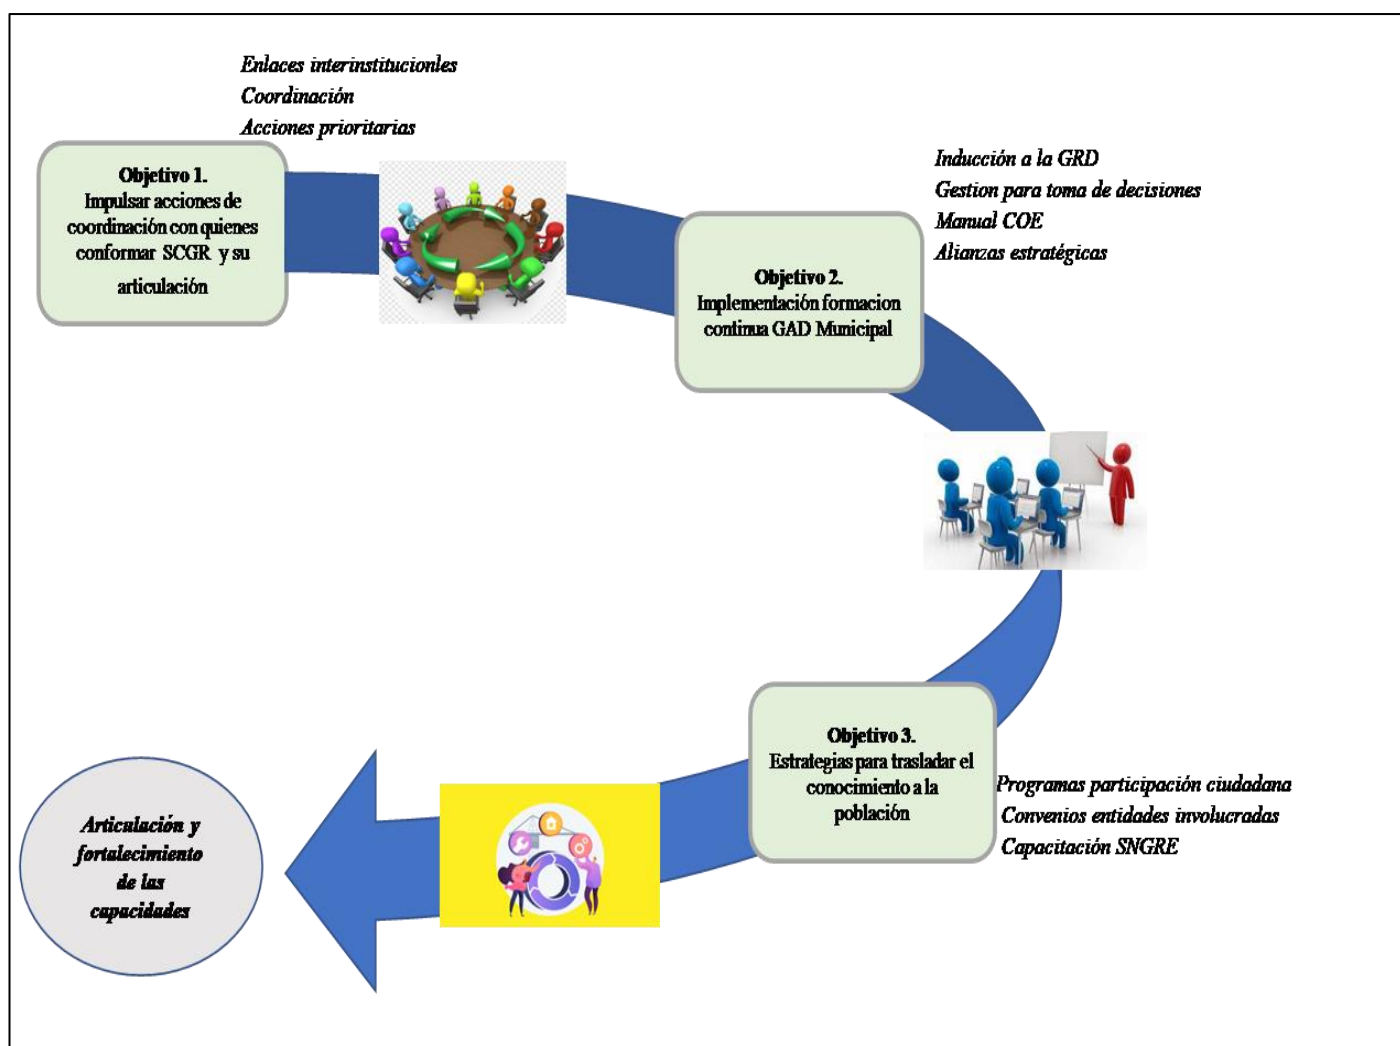 Enlaces interinstitucionles
Coordinación
Acciones prioritarias
Objetivo 1.
Impulsar acciones de
coordinación con quienes
conformar SCGR y su
articulación
Inducción a la GRD
Gestion para toma de decisiones
Manual COE
Alianzas estratégicas
Objetivo 2.
Implementación formacion
continua GAD Municipal
Objetivo 3.
Estrategias para trasladar el
conocimiento a la
población
Programas participación ciudadana
Convenios entidades involucradas
Capacitación SNGRE
Articulación y
fortalecimiento
de las
capacidades